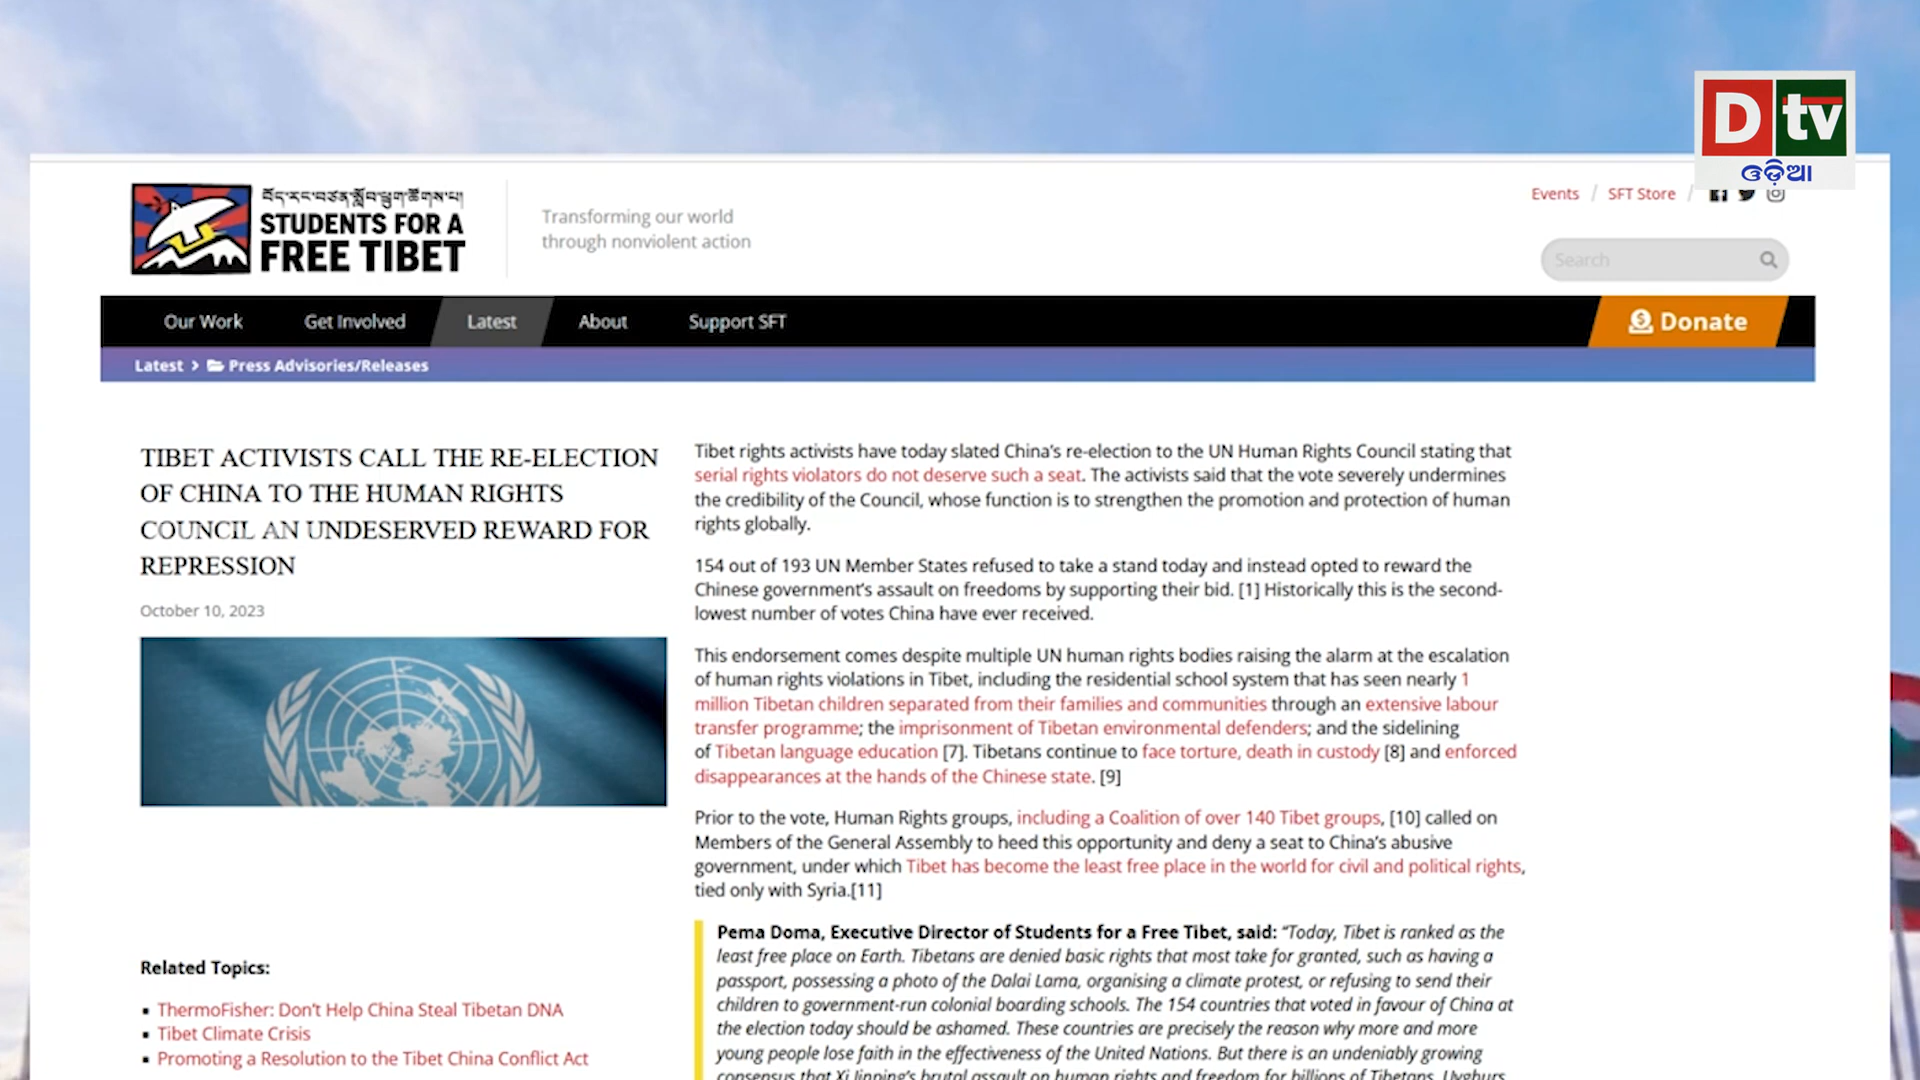 D tv
ଓଡ଼ିଆ
བོད་རང་བཙན་སློབ་ཕྲུག་ཚོགས་པ།
STUDENTS FOR A
FREE TIBET
Transforming our world
through nonviolent action
Events / SFT Store /
Search
Our Work
Get Involved
Latest
About
Support SFT
Donate
Latest > Press Advisories/Releases
TIBET ACTIVISTS CALL THE RE-ELECTION
OF CHINA TO THE HUMAN RIGHTS
COUNCIL AN UNDESERVED REWARD FOR
REPRESSION
October 10, 2023
Related Topics:
▪ ThermoFisher: Don't Help China Steal Tibetan DNA
▪ Tibet Climate Crisis
▪ Promoting a Resolution to the Tibet China Conflict Act
Tibet rights activists have today slated China's re-election to the UN Human Rights Council stating that
serial rights violators do not deserve such a seat. The activists said that the vote severely undermines
the credibility of the Council, whose function is to strengthen the promotion and protection of human
rights globally.
154 out of 193 UN Member States refused to take a stand today and instead opted to reward the
Chinese government's assault on freedoms by supporting their bid. [1] Historically this is the second-
lowest number of votes China have ever received.
This endorsement comes despite multiple UN human rights bodies raising the alarm at the escalation
of human rights violations in Tibet, including the residential school system that has seen nearly 1
million Tibetan children separated from their families and communities through an extensive labour
transfer programme; the imprisonment of Tibetan environmental defenders; and the sidelining
of Tibetan language education [7]. Tibetans continue to face torture, death in custody [8] and enforced
disappearances at the hands of the Chinese state. [9]
Prior to the vote, Human Rights groups, including a Coalition of over 140 Tibet groups, [10] called on
Members of the General Assembly to heed this opportunity and deny a seat to China's abusive
government, under which Tibet has become the least free place in the world for civil and political rights,
tied only with Syria.[11]
Pema Doma, Executive Director of Students for a Free Tibet, said: "Today, Tibet is ranked as the
least free place on Earth. Tibetans are denied basic rights that most take for granted, such as having a
passport, possessing a photo of the Dalai Lama, organising a climate protest, or refusing to send their
children to government-run colonial boarding schools. The 154 countries that voted in favour of China at
the election today should be ashamed. These countries are precisely the reason why more and more
young people lose faith in the effectiveness of the United Nations. But there is an undeniably growing
consensus that Xi Jinping's brutal assault on human rights and freedom for billions of Tibetans, Uyghurs,